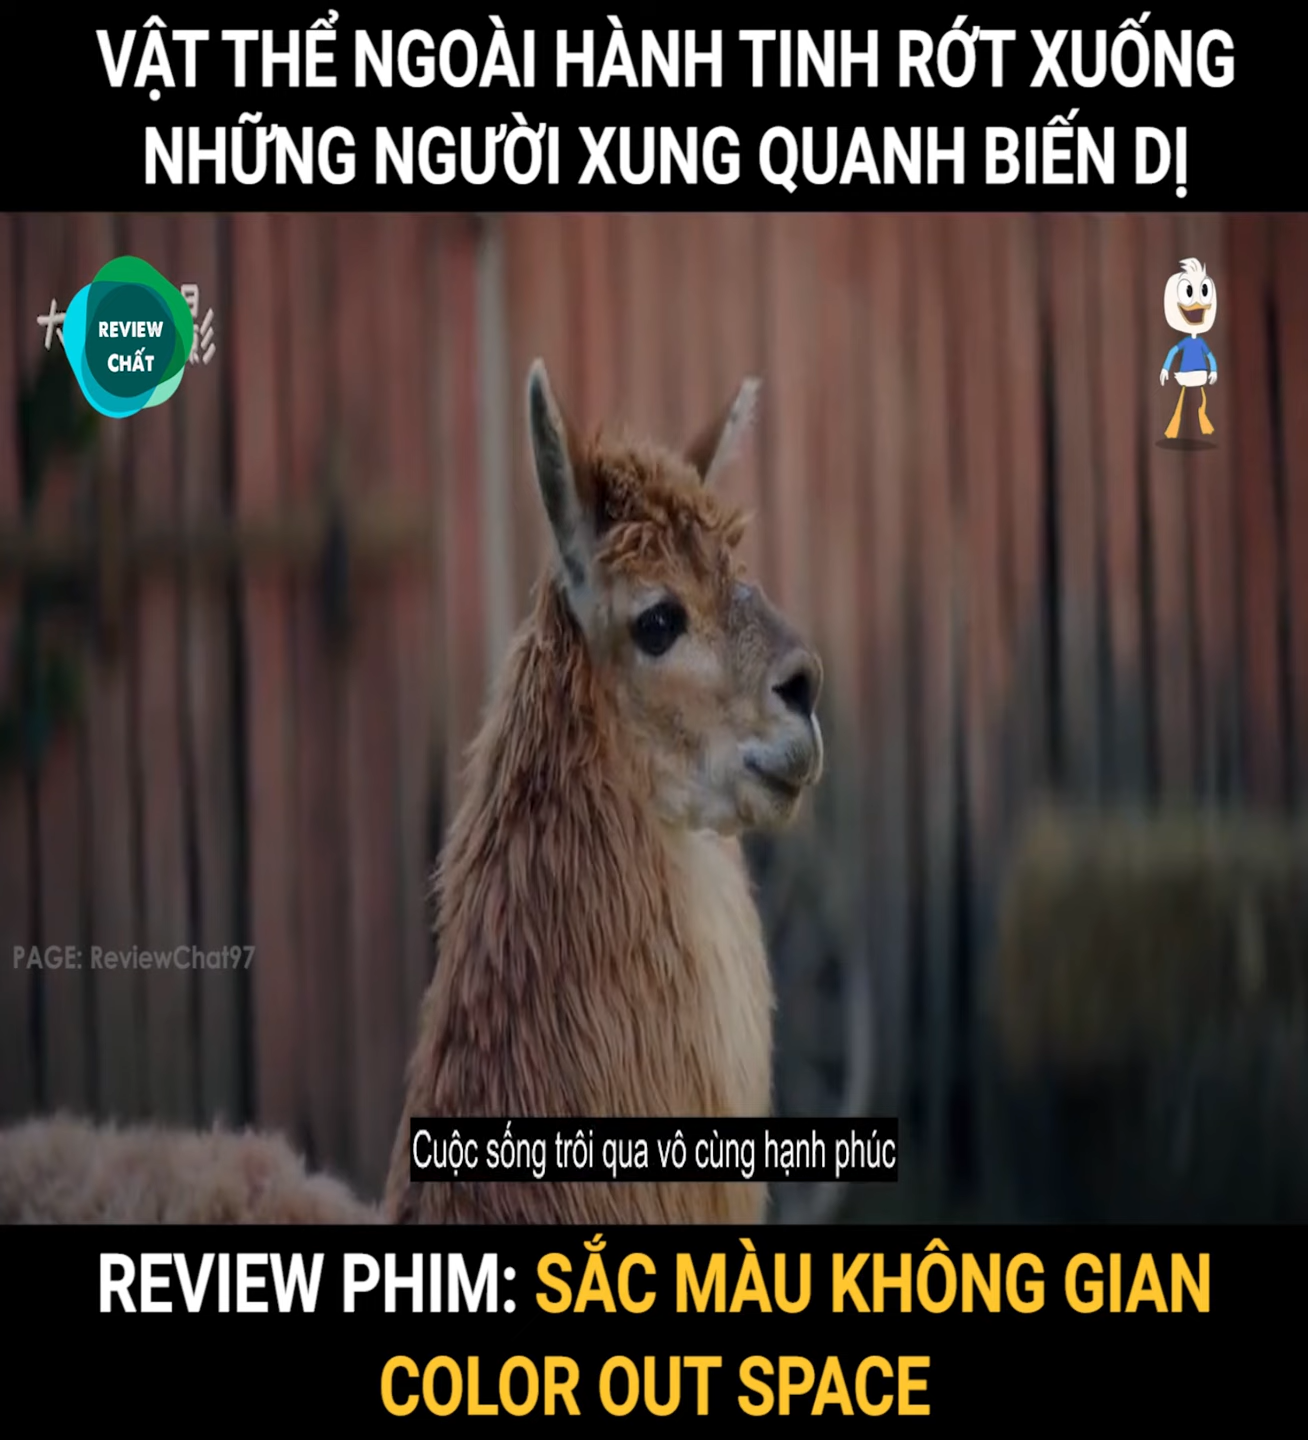 VẬT THỂ NGOÀI HÀNH TINH RỚT XUỐNG
NHỮNG NGƯỜI XUNG QUANH BIẾN DỊ
REVIEW
CHẤT
PAGE: ReviewChat97
Cuộc sống trôi qua vô cùng hạnh phúc
REVIEW PHIM: SẮC MÀU KHÔNG GIAN
COLOR OUT SPACE